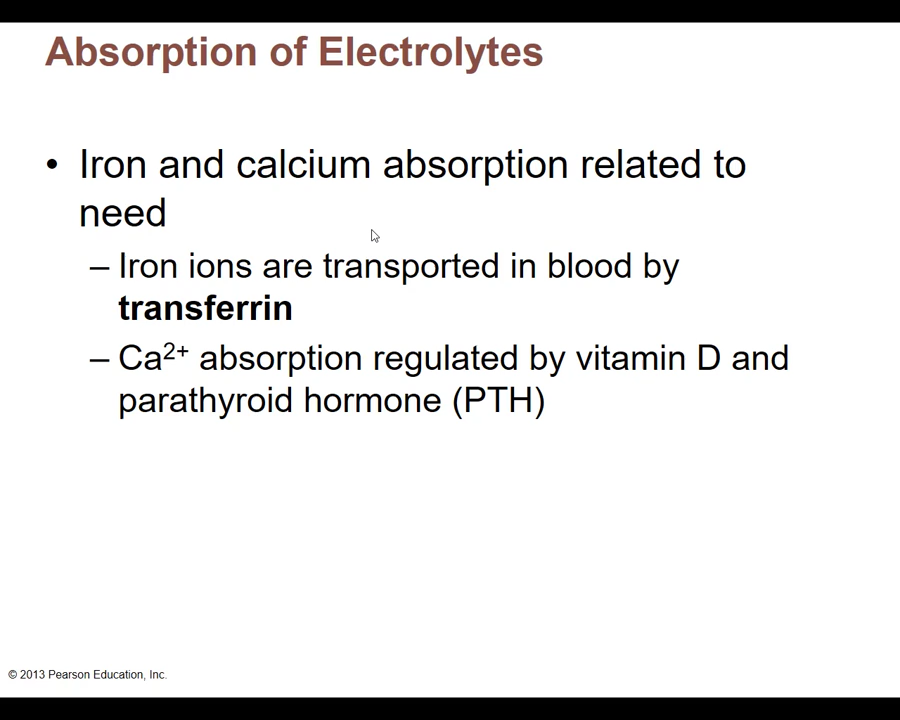 Absorption of Electrolytes
• Iron and calcium absorption related to
need
– Iron ions are transported in blood by
transferrin
– Ca²⁺ absorption regulated by vitamin D and
parathyroid hormone (PTH)
© 2013 Pearson Education, Inc.